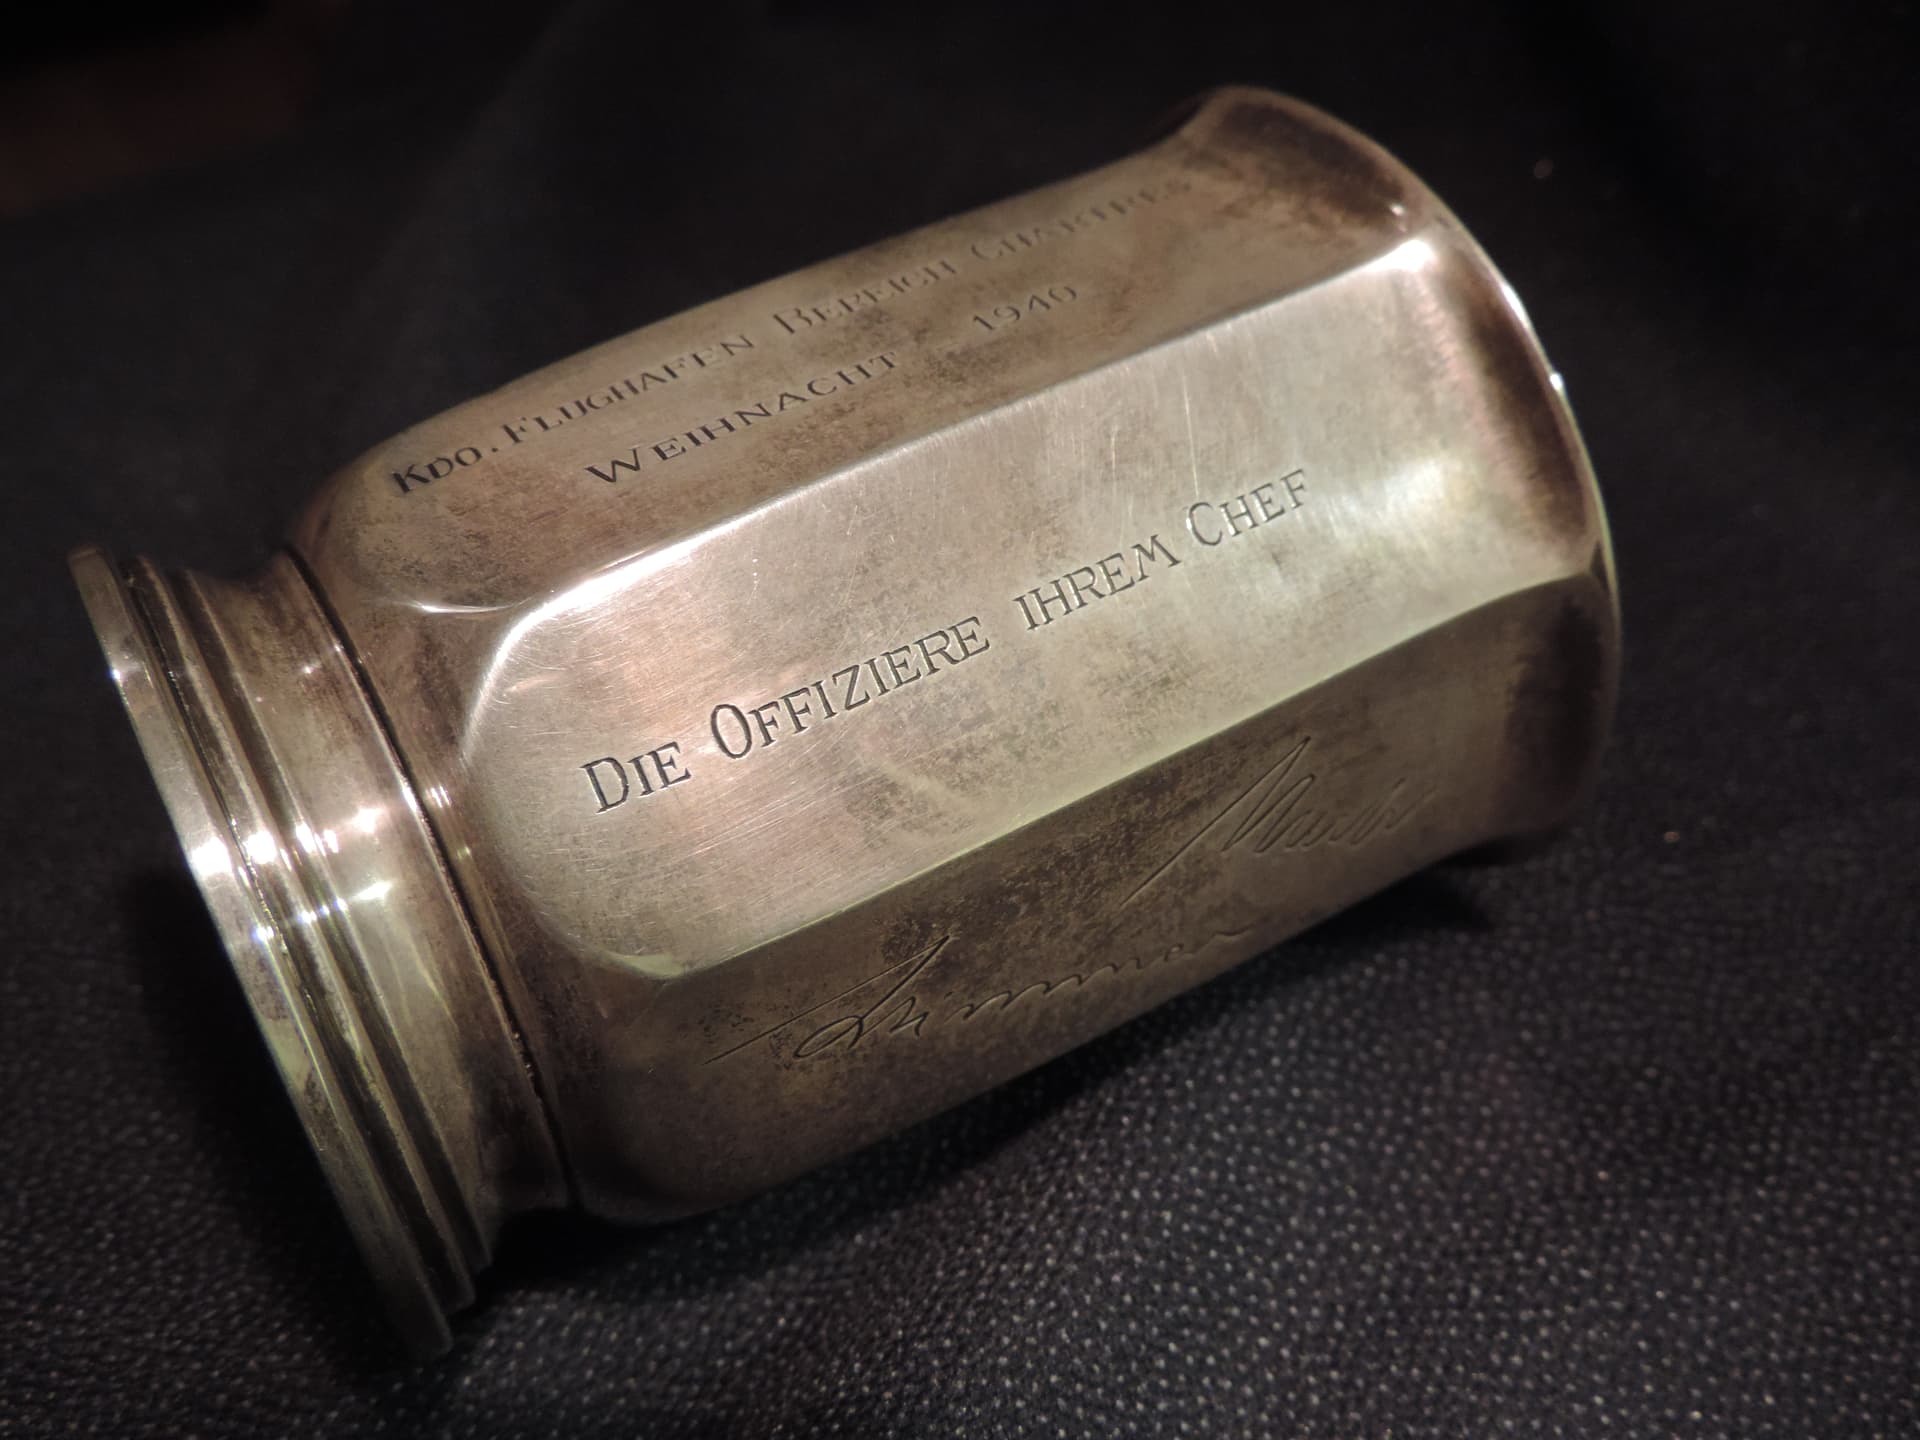 KDO. FLUGHAFEN BEREICH CHARTRES
WEIHNACHT 1940
DIE OFFIZIERE IHREM CHEF